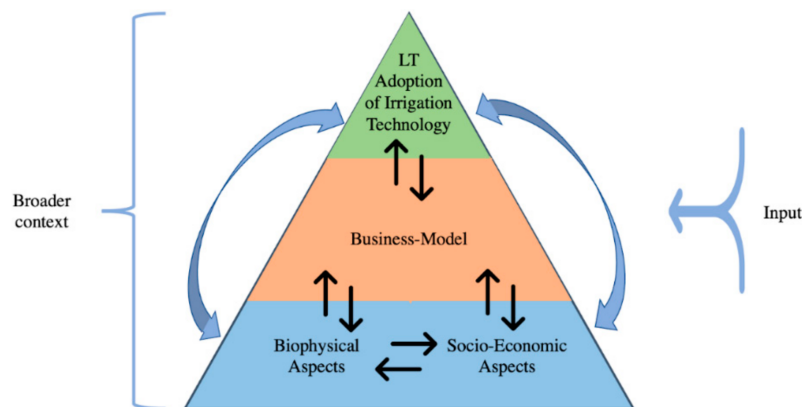 LT
Adoption
of Irrigation
Technology
Broader
context
Business-Model
Input
Biophysical
Aspects
Socio-Economic
Aspects